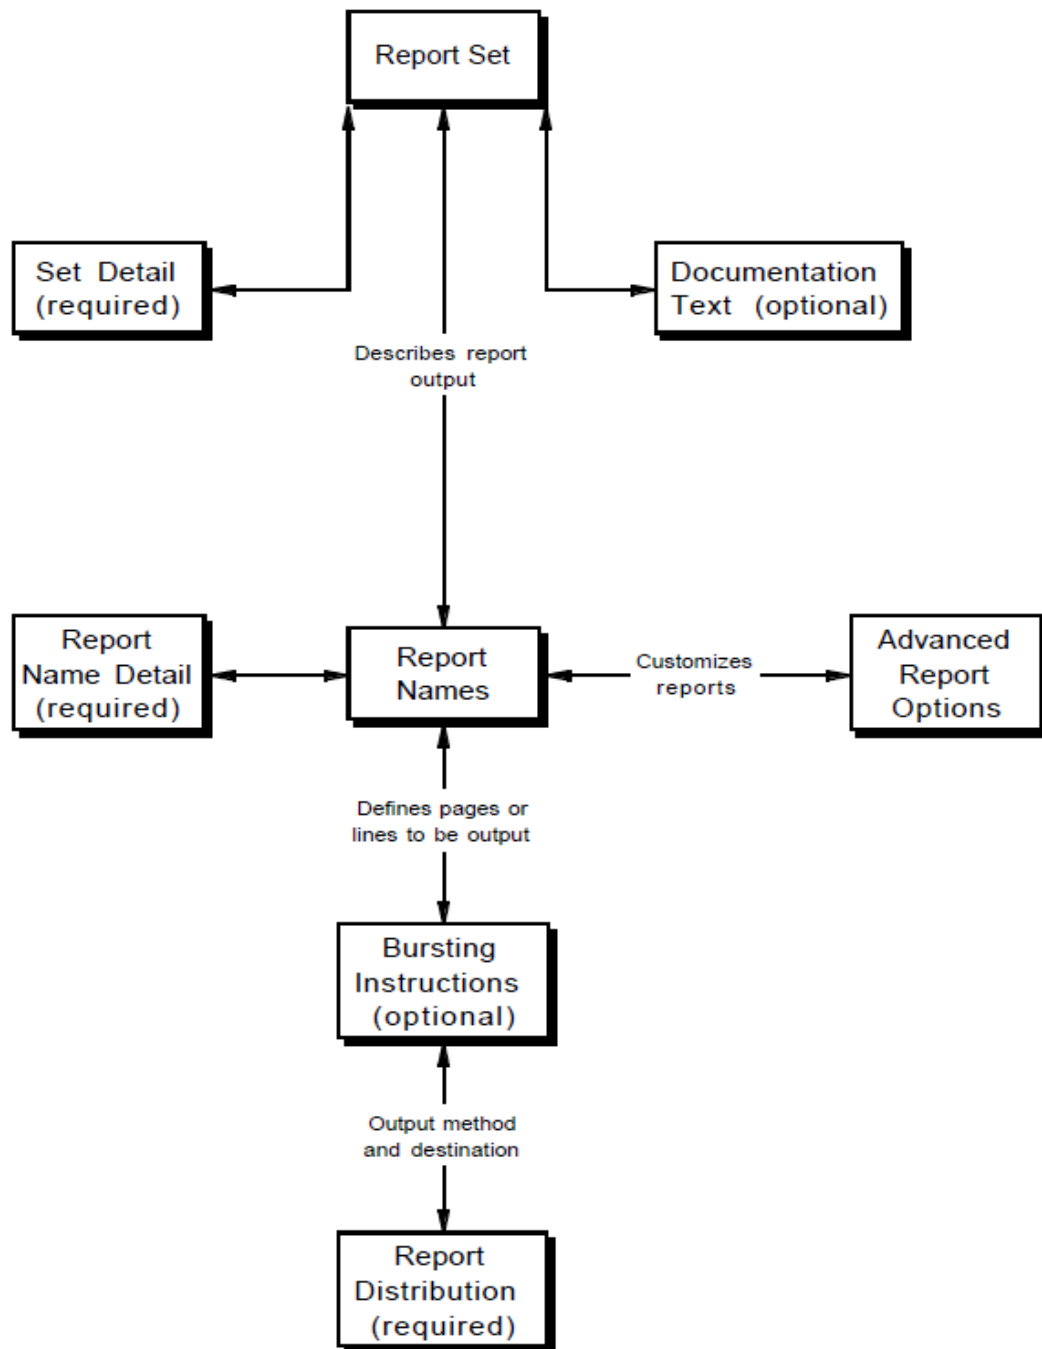 Report Set
Set Detail
(required)
Documentation
Text (optional)
Describes report
output
Report
Name Detail
(required)
Report
Names
Customizes
reports
Advanced
Report
Options
Defines pages or
lines to be output
Bursting
Instructions
(optional)
Output method
and destination
Report
Distribution
(required)